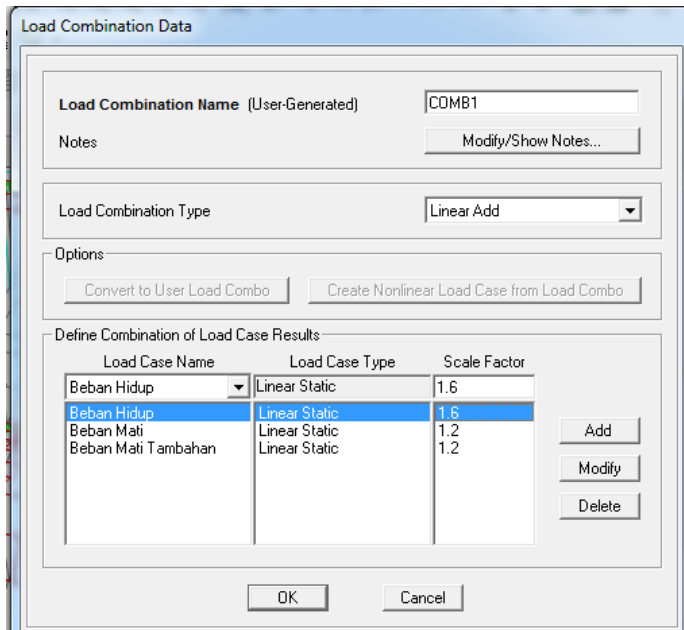 Load Combination Data
Load Combination Name (User-Generated) COMB1
Notes Modify/Show Notes...
Load Combination Type Linear Add
Options
Convert to User Load Combo Create Nonlinear Load Case from Load Combo
Define Combination of Load Case Results
Load Case Name Load Case Type Scale Factor
Beban Hidup Linear Static 1.6
Beban Hidup Linear Static 1.6
Beban Mati Linear Static 1.2
Beban Mati Tambahan Linear Static 1.2
Add
Modify
Delete
OK Cancel